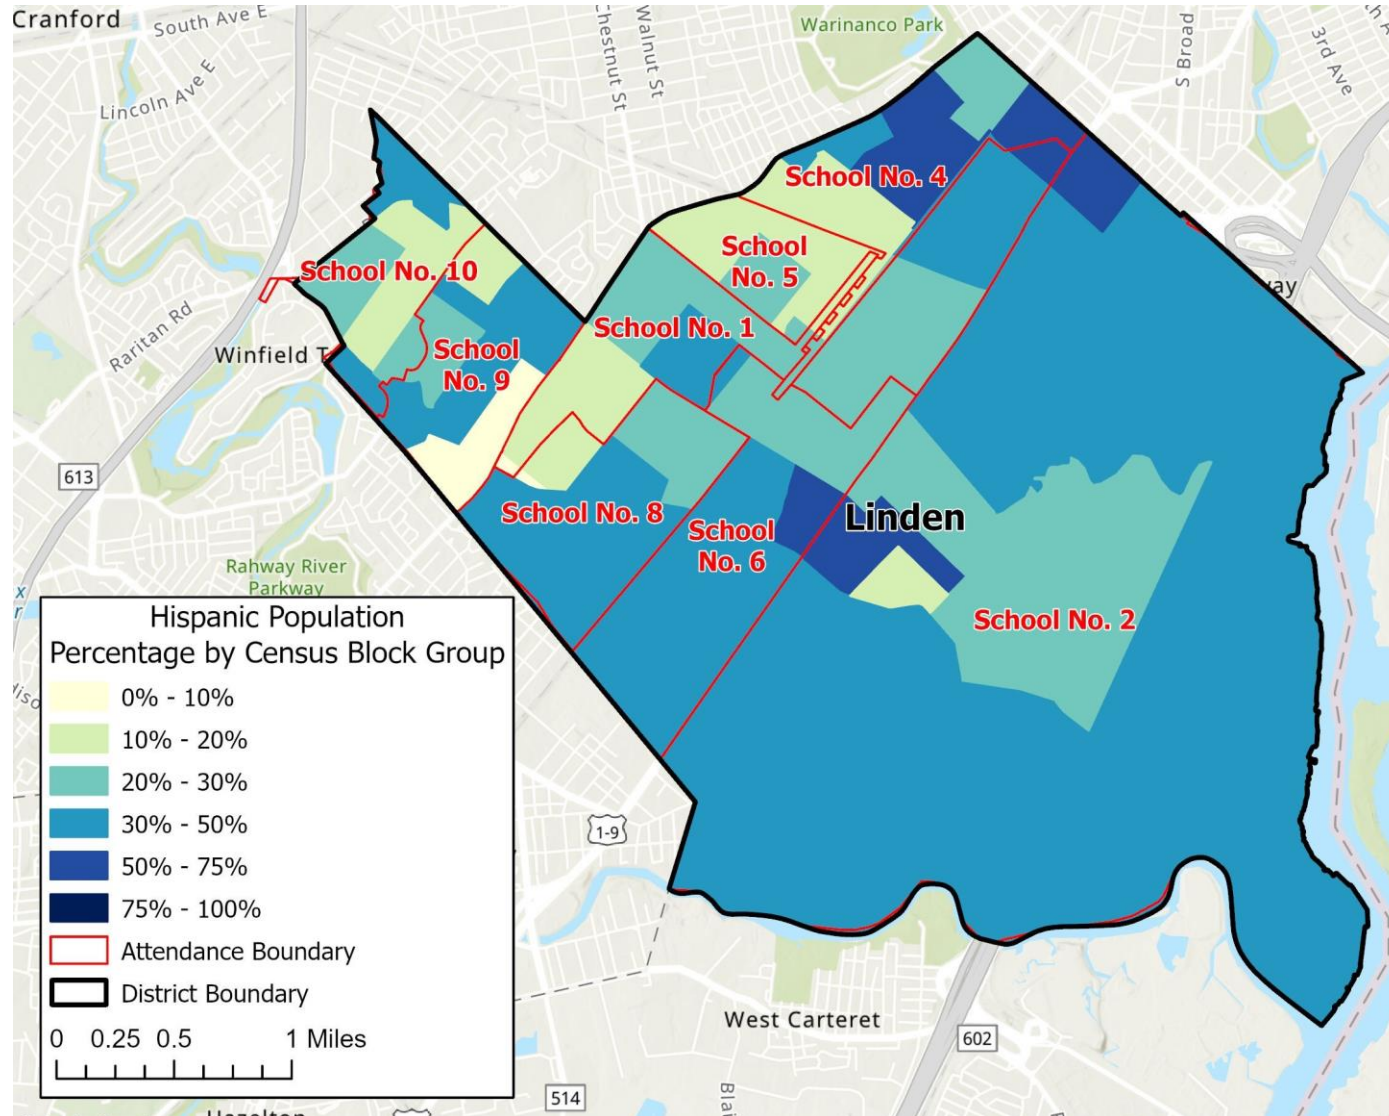 Cranford
South Ave E
Lincoln Ave E
Chestnut St
Walnut St
Warinanco Park
S Broad
3rd Ave
School No. 4
School
No. 5
School No. 10
School No. 1
School
No. 9
Raritan Rd
Winfield T
way
613
School No. 8
School
No. 6
Linden
School No. 2
Rahway River
Parkway
Hispanic Population
Percentage by Census Block Group
0% - 10%
10% - 20%
20% - 30%
30% - 50%
50% - 75%
75% - 100%
Attendance Boundary
District Boundary
0 0.25 0.5 1 Miles
1-9
West Carteret
602
514
Blai